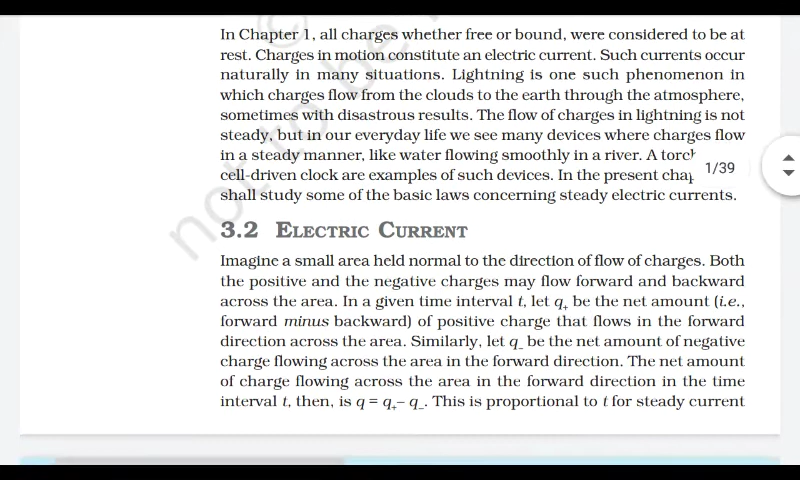 In Chapter 1, all charges whether free or bound, were considered to be at
rest. Charges in motion constitute an electric current. Such currents occur
naturally in many situations. Lightning is one such phenomenon in
which charges flow from the clouds to the earth through the atmosphere,
sometimes with disastrous results. The flow of charges in lightning is not
steady, but in our everyday life we see many devices where charges flow
in a steady manner, like water flowing smoothly in a river. A
cell-driven clock are examples of such devices. In the present
1/39
shall study some of the basic laws concerning steady electric currents.
3.2 ELECTRIC CURRENT
Imagine a small area held normal to the direction of flow of charges. Both
the positive and the negative charges may flow forward and backward
across the area. In a given time interval t, let q₊ be the net amount (i.e.,
forward minus backward) of positive charge that flows in the forward
direction across the area. Similarly, let q₋ be the net amount of negative
charge flowing across the area in the forward direction. The net amount
of charge flowing across the area in the forward direction in the time
interval t, then, is q = q₊– q₋. This is proportional to t for steady current
not to be